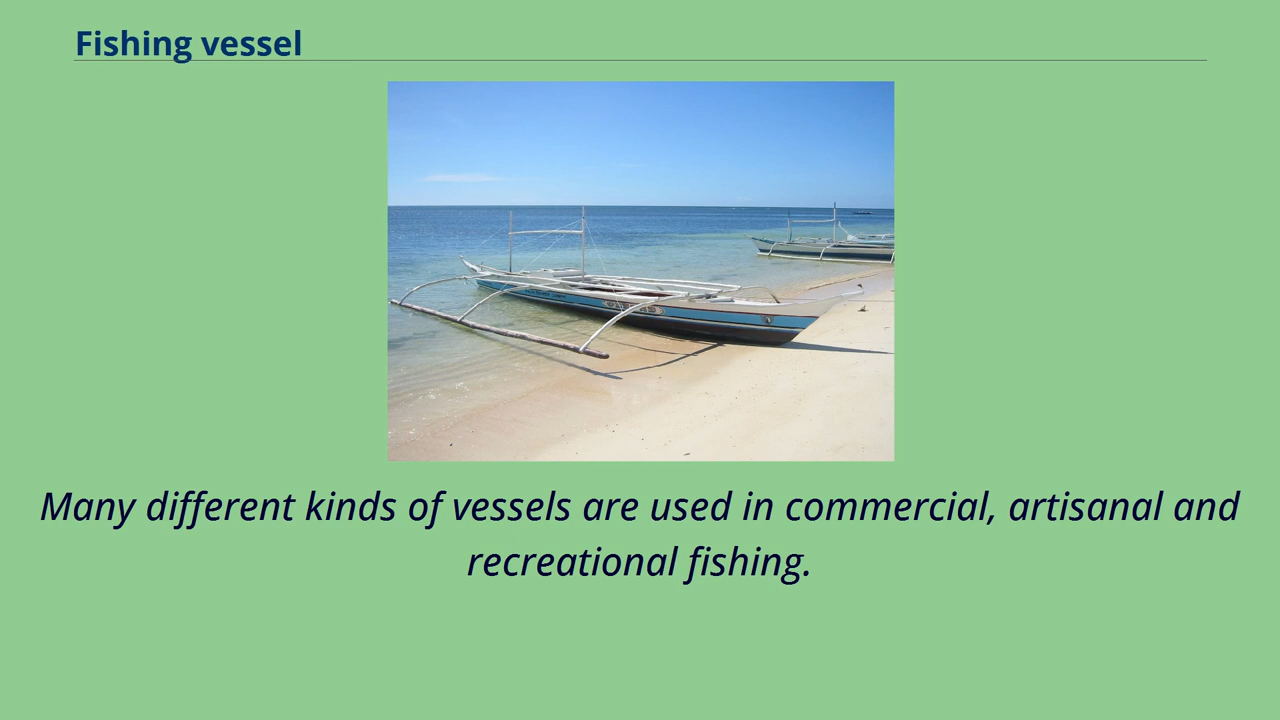 Fishing vessel
Many different kinds of vessels are used in commercial, artisanal and
recreational fishing.